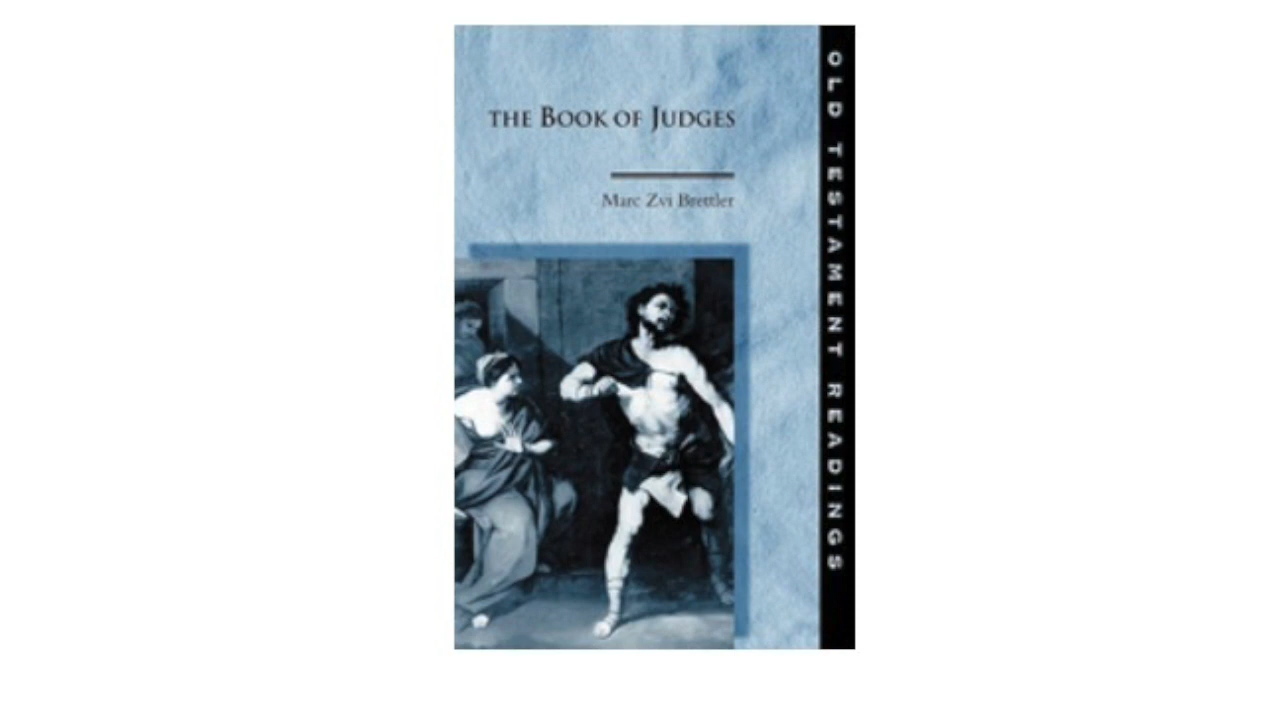 THE BOOK OF JUDGES
Marc Zvi Brettler
OLD TESTAMENT READINGS